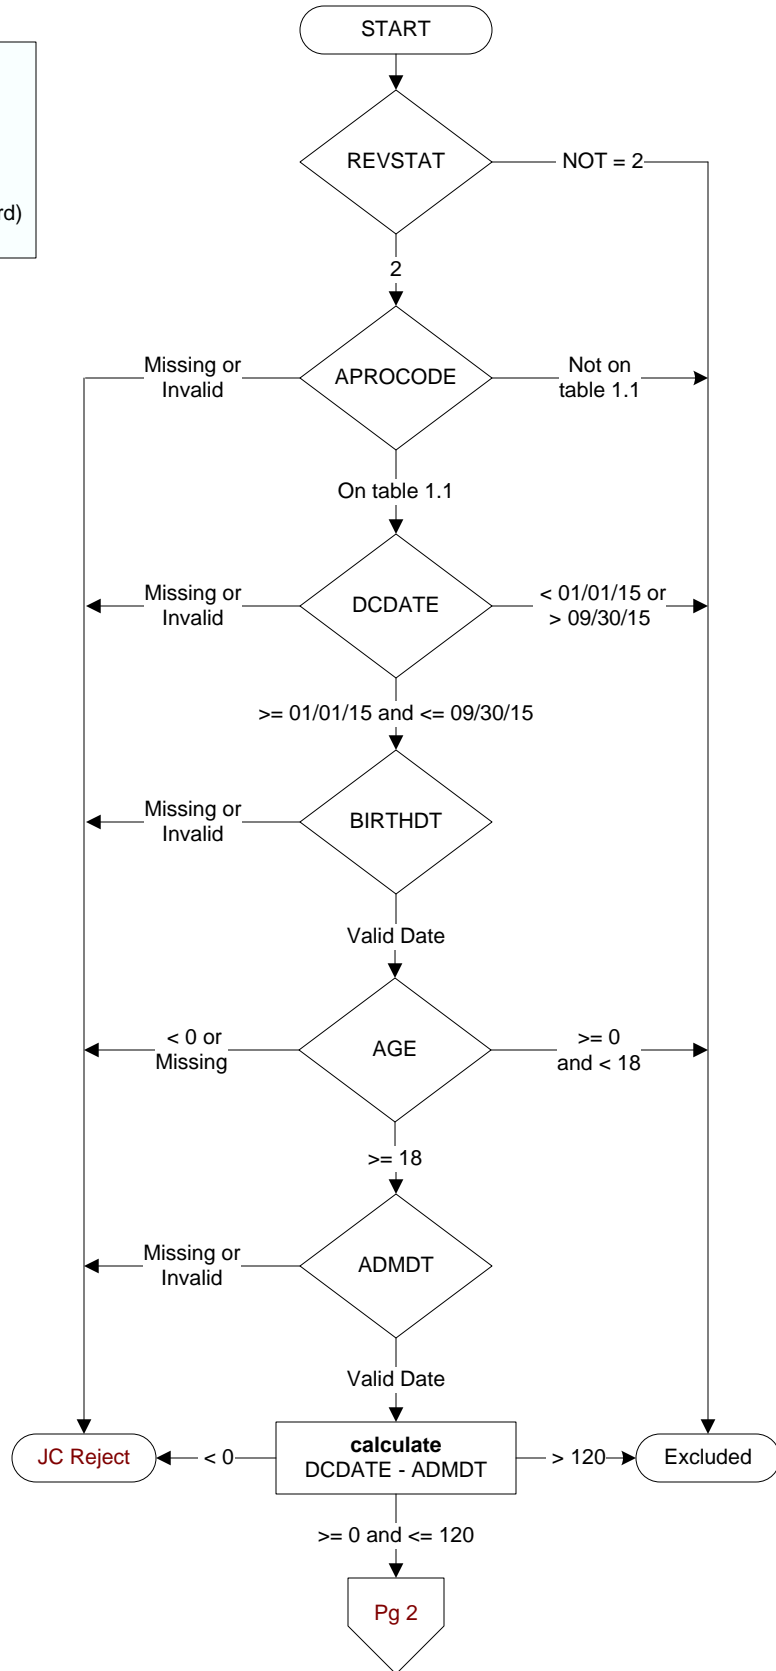 START
REVSTAT
NOT = 2
rd)
2
Missing or
Invalid
APROCODE
Not on
table 1.1
On table 1.1
Missing or
Invalid
DCDATE
< 01/01/15 or
> 09/30/15
>= 01/01/15 and <= 09/30/15
Missing or
Invalid
BIRTHDT
Valid Date
< 0 or
Missing
AGE
>= 0
and < 18
>= 18
Missing or
Invalid
ADMDT
Valid Date
JC Reject
< 0
calculate
DCDATE - ADMDT
> 120
Excluded
>= 0 and <= 120
Pg 2